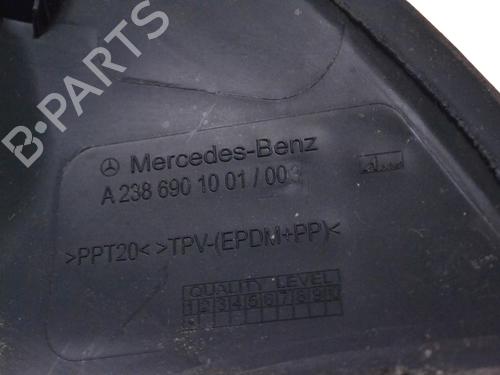 B-PARTS
Mercedes-Benz
A 238 690 10 01 / 003
>PPT20< >TPV-(EPDM+PP)<
QUALITY LEVEL
1 2 3 4 5 6 7 8 9 10